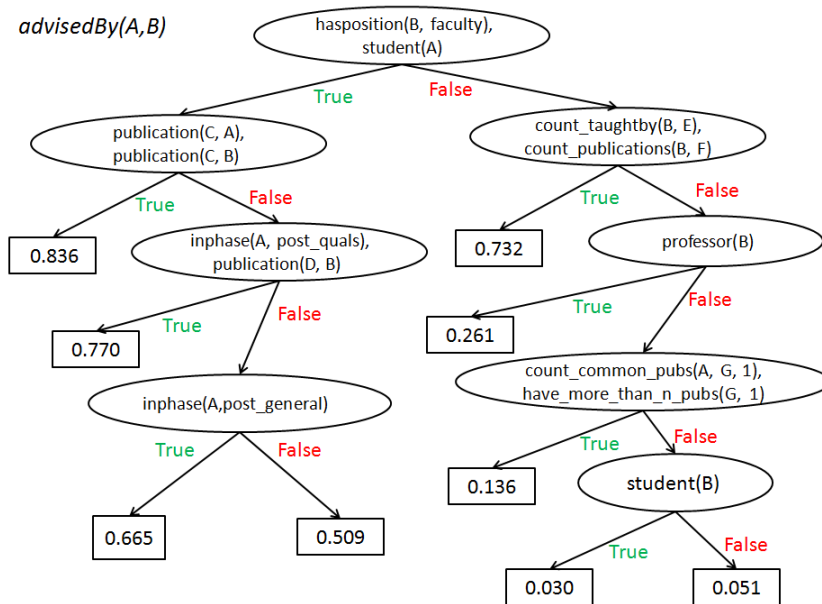 advisedBy(A,B)
hasposition(B, faculty),
student(A)
True
False
publication(C, A),
publication(C, B)
count_taughtby(B, E),
count_publications(B, F)
True
False
True
False
0.836
inphase(A, post_quals),
publication(D, B)
0.732
professor(B)
True
False
True
False
0.770
0.261
inphase(A,post_general)
count_common_pubs(A, G, 1),
have_more_than_n_pubs(G, 1)
True
False
True
False
0.136
student(B)
0.665
0.509
True
False
0.030
0.051